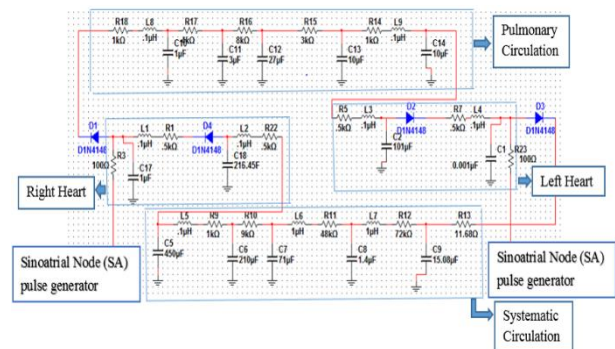 R18 L8 R17 R16 R15 R14 L9
1kΩ .1µH 8kΩ 3kΩ 1kΩ .1µH
C10 C11 C12 C13 C14
1µF 3µF 27µF 10µF 10µF
Pulmonary
Circulation
D1 L1 R1 D4 L2 R22
D1N4148 .1µH .5kΩ D1N4148 .1µH .5kΩ
R3
100Ω
C17
1µF
C18
216.45F
Right Heart
R5 L3 D2 R7 L4 D3
.5kΩ .1µH D1N4148 .5kΩ .1µH D1N4148
C2
101µF
C1
0.001µF
R23
100Ω
Left Heart
Sinoatrial Node (SA)
pulse generator
L5 R9 R10 L6 R11 L7 R12 R13
.1µH 1kΩ 9kΩ 1µH 48kΩ .1µH 72kΩ 11.68Ω
C5 C6 C7 C8 C9
450µF 210µF 71µF 1.4µF 15.08µF
Sinoatrial Node (SA)
pulse generator
Systematic
Circulation